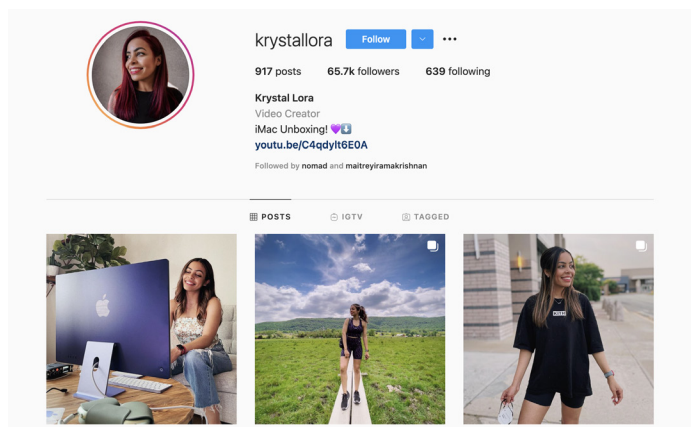 krystallora Follow
917 posts 65.7k followers 639 following
Krystal Lora
Video Creator
iMac Unboxing! 💜⬇️
youtu.be/C4qdylt6E0A
Followed by nomad and maitreyiramakrishnan
POSTS IGTV TAGGED